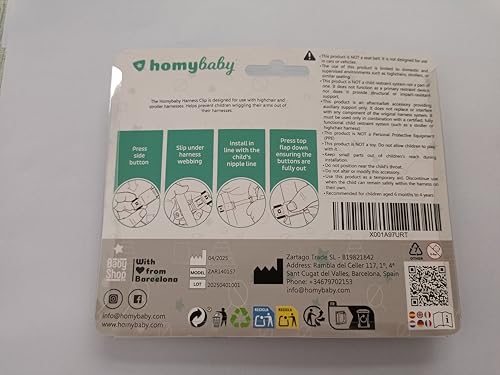 homybaby
The Homybaby Harness Clip is designed for use with highchair and
similar harnesses. Helps prevent children wriggling their arms out of
their harnesses.
Press
side
button
Slip under
harness
webbing
Install in
line with the
child's
nipple line
Press top
flap down
ensuring the
buttons are
fully out
-This product is NOT a seat belt. It is not designed for use
in cars or vehicles.
-The use of this product is limited to domestic and
supervised environments such as highchairs, strollers, or
similar seating.
-This product is NOT a child restraint system nor a part of
one. It does not function as a primary restraint device
nor does it provide structural or impact-bearing
support.
-This product is an aftermarket accessory providing
auxiliary support only. It does not replace or interfere
with any component of the original harness system. It
must be used only in combination with a certified, fully
functional child restraint system (such as a stroller or
highchair harness)
-This product is NOT a Personal Protective Equipment
(PPE)
-This product is NOT a toy. Do not allow children to play
with it.
-Keep small parts out of children's reach during
installation.
-Do not position near the child's throat.
-Do not alter or modify this accessory.
-Use this product as a temporary aid. Discontinue use
when the child can remain safely within the harness on
their own.
-Recommended for children aged 6 months to 4 years
X001A97URT
Baby
Shop
With
from
Barcelona
04/2025
MODEL ZAR140157
LOT 20250401001
Zartago Trade SL - B19821842
Address: Rambla del Celler 117, 1º, 4ª
Sant Cugat del Valles, Barcelona, Spain
Phone: +34679702153
info@homybaby.com
OTHER
info@homybaby.com
www.homybaby.com
RECICLA
RECICLA